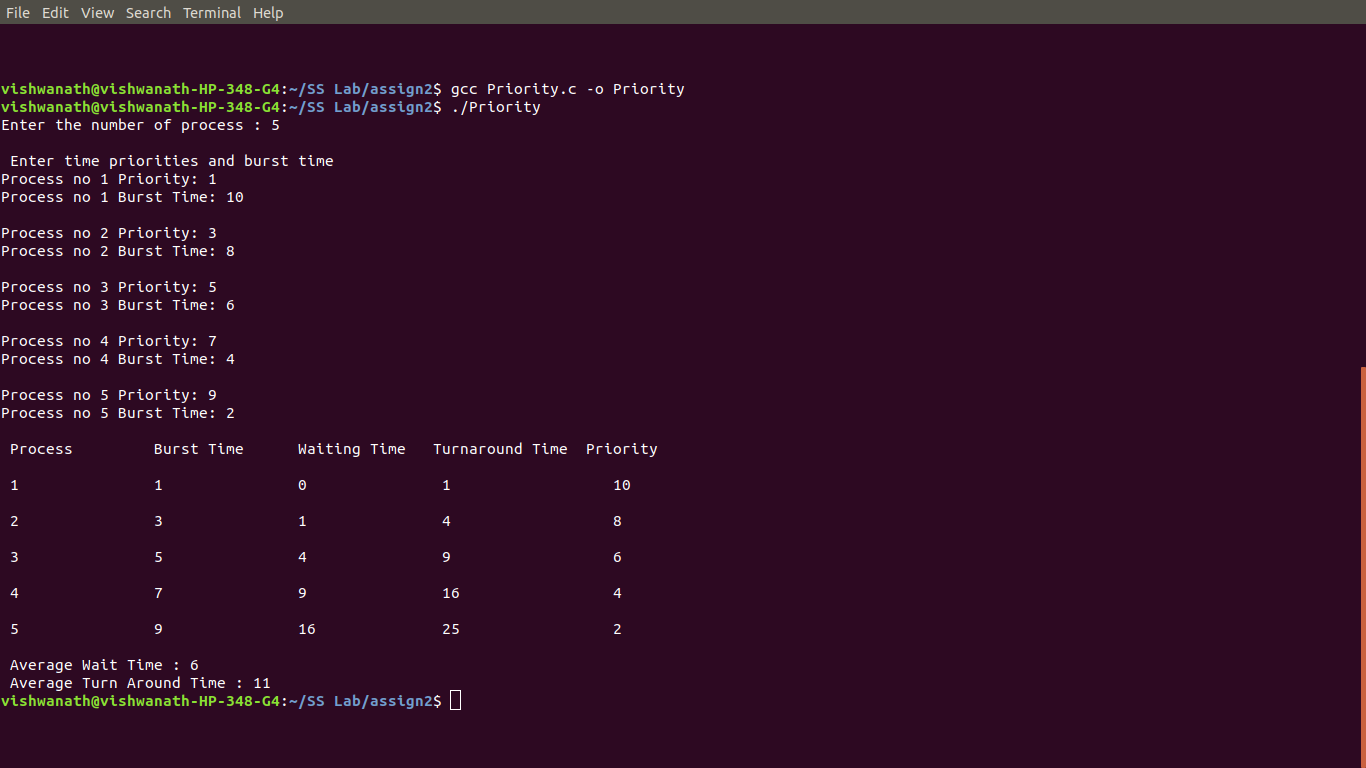 File Edit View Search Terminal Help
vishwanath@vishwanath-HP-348-G4:~/SS Lab/assign2$ gcc Priority.c -o Priority
vishwanath@vishwanath-HP-348-G4:~/SS Lab/assign2$ ./Priority
Enter the number of process : 5
Enter time priorities and burst time
Process no 1 Priority: 1
Process no 1 Burst Time: 10
Process no 2 Priority: 3
Process no 2 Burst Time: 8
Process no 3 Priority: 5
Process no 3 Burst Time: 6
Process no 4 Priority: 7
Process no 4 Burst Time: 4
Process no 5 Priority: 9
Process no 5 Burst Time: 2
Process Burst Time Waiting Time Turnaround Time Priority
1 1 0 1 10
2 3 1 4 8
3 5 4 9 6
4 7 9 16 4
5 9 16 25 2
Average Wait Time : 6
Average Turn Around Time : 11
vishwanath@vishwanath-HP-348-G4:~/SS Lab/assign2$